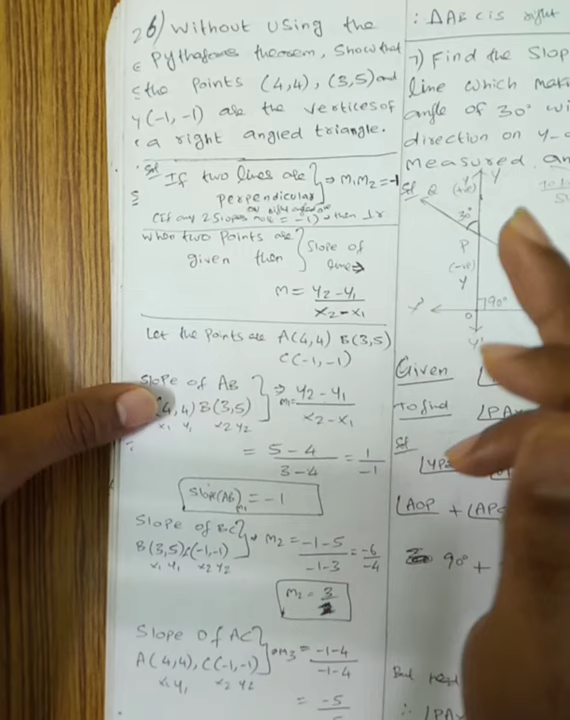 26) Without using the
Pythagoras theorem, Show that
the Points (4,4), (3,5) and
(-1, -1) are the vertices of
a right angled triangle.
Sol If two lines are
perpendicular } ⇒ m₁m₂ = -1
When two Points are
given then } Slope of
line ⇒
m = y₂-y₁
x₂-x₁
Let the Points are A(4,4) B(3,5)
C(-1,-1)
Slope of AB
4,4) B(3,5) } ⇒ m = y₂-y₁
x₁ y₁ x₂ y₂ x₂-x₁
= 5-4 = 1
3-4 -1
Slope(AB) = -1
Slope of BC
B(3,5) C(-1,-1) } m₂ = -1-5 = -6
x₁ y₁ x₂ y₂ -1-3 -4
m₂ = 3
2
Slope of AC
A(4,4), C(-1,-1) } m₃ = -1-4
x₁ y₁ x₂ y₂ -1-4
= -5
∴ ΔABC is right
7) Find the Slop
line which mak
angle of 30° wi
direction on y-
measured an
Sol Q Y
30°
P
Y
90°
O
Y'
Given
To find
Sol
∠AOP + ∠AP
90° +